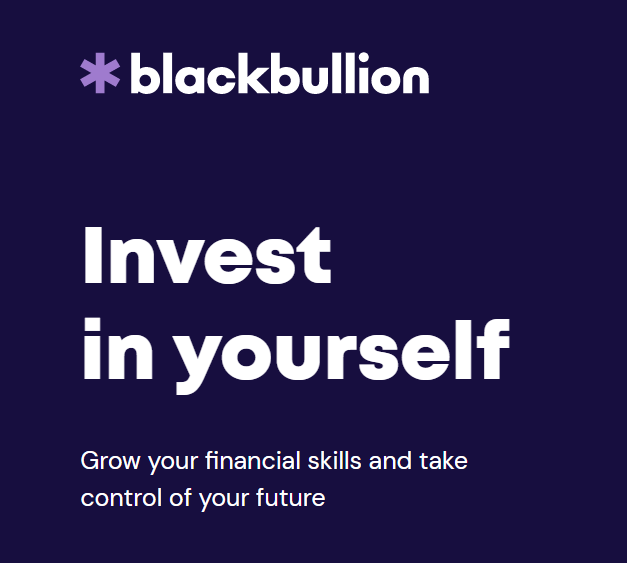 blackbullion
Invest
in yourself
Grow your financial skills and take
control of your future